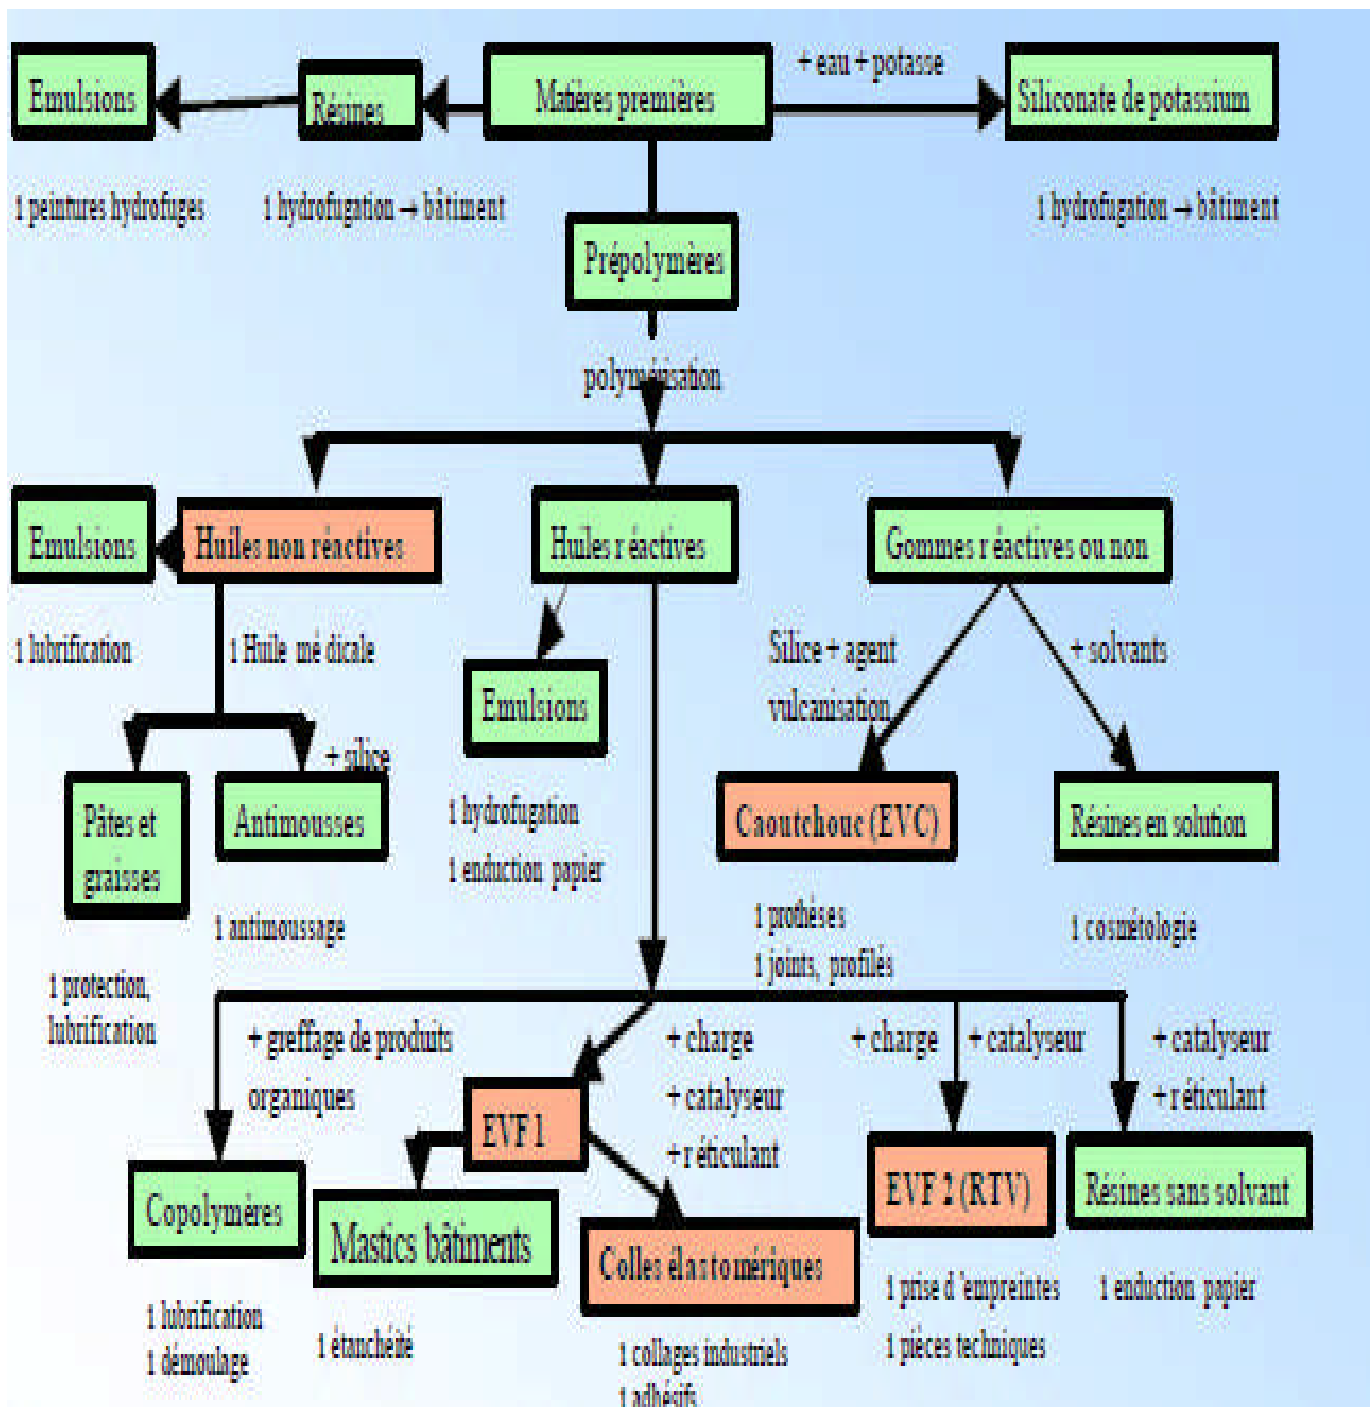 + eau + potasse
Emulsions
Résines
Matières premières
Siliconate de potassium
1 peintures hydrofuges
1 hydrofugation → bâtiment
1 hydrofugation → bâtiment
Prépolymères
polymérisation
Emulsions
Huiles non réactives
Huiles réactives
Gommes réactives ou non
1 lubrification
1 Huile mé dicale
Silice + agent
vulcanisation
+ solvants
Emulsions
+ silice
Pâtes et
graisses
Antimousses
1 hydrofugation
1 enduction papier
Caoutchouc (EVC)
Résines en solution
1 antimoussage
1 prothèses
1 joints, profilés
1 cosmétologie
1 protection,
lubrification
+ greffage de produits
organiques
+ charge
+ catalyseur
+ réticulant
+ charge
+ catalyseur
+ catalyseur
+ réticulant
EVF 1
Copolymères
Mastics bâtiments
Colles élastomériques
EVF 2 (RTV)
Résines sans solvant
1 lubrification
1 démoulage
1 étanchéité
1 collages industriels
1 adhésifs
1 prise d 'empreintes
1 pièces techniques
1 enduction papier